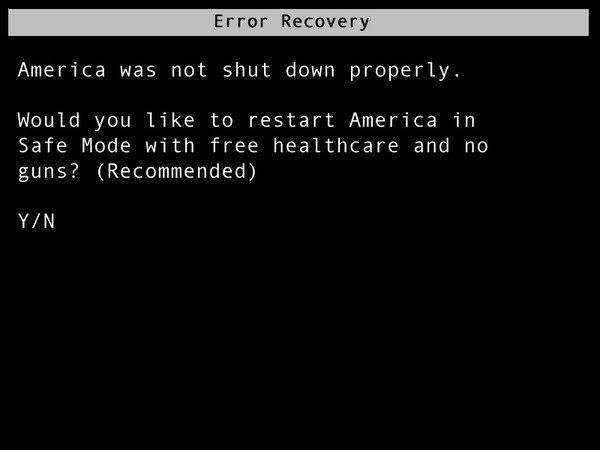 Error Recovery
America was not shut down properly.
Would you like to restart America in
Safe Mode with free healthcare and no
guns? (Recommended)
Y/N